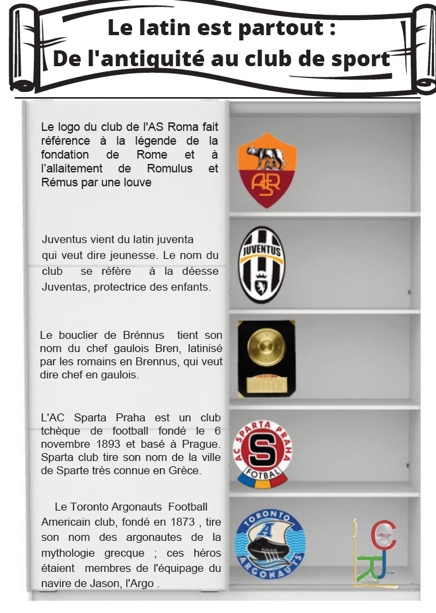 Le latin est partout :
De l'antiquité au club de sport
Le logo du club de l'AS Roma fait
référence à la légende de la
fondation de Rome et à
l'allaitement de Romulus et
Rémus par une louve
ASR
Juventus vient du latin juventa
qui veut dire jeunesse. Le nom du
club se réfère à la déesse
Juventas, protectrice des enfants.
JUVENTUS
Le bouclier de Brénnus tient son
nom du chef gaulois Bren, latinisé
par les romains en Brennus, qui veut
dire chef en gaulois.
L'AC Sparta Praha est un club
tchèque de football fondé le 6
novembre 1893 et basé à Prague.
Sparta club tire son nom de la ville
de Sparte très connue en Grèce.
AC SPARTA PRAHA
S
FOTBAL
Le Toronto Argonauts Football
Americain club, fondé en 1873 , tire
son nom des argonautes de la
mythologie grecque ; ces héros
étaient membres de l'équipage du
navire de Jason, l'Argo .
TORONTO
ARGONAUTS